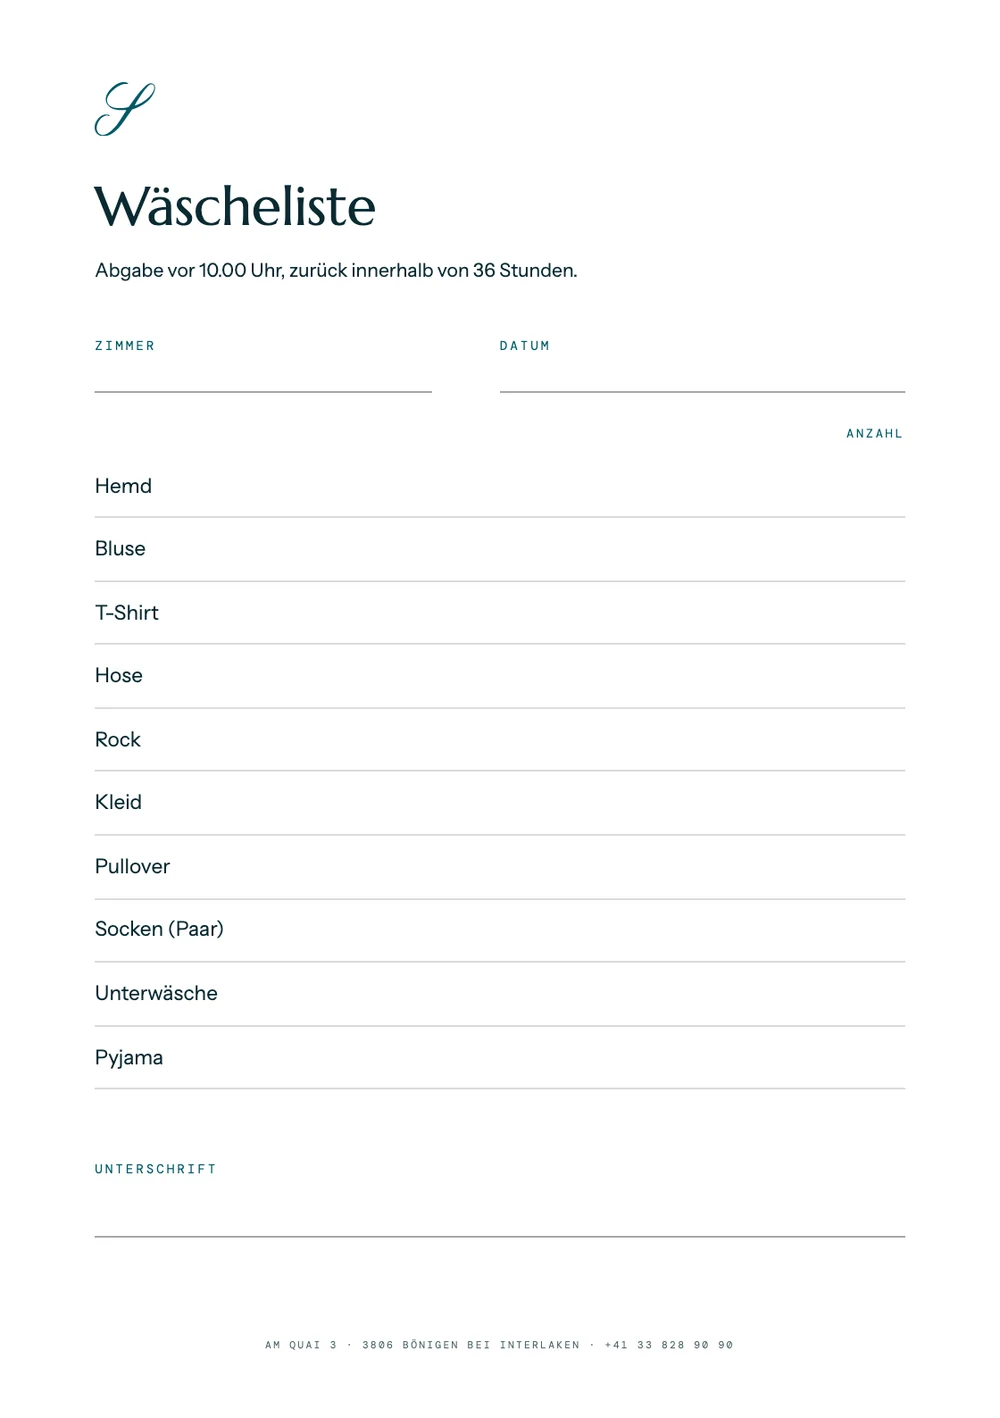 S
Wäscheliste
Abgabe vor 10.00 Uhr, zurück innerhalb von 36 Stunden.
ZIMMER DATUM
ANZAHL
Hemd
Bluse
T-Shirt
Hose
Rock
Kleid
Pullover
Socken (Paar)
Unterwäsche
Pyjama
UNTERSCHRIFT
AM QUAI 3 · 3806 BÖNIGEN BEI INTERLAKEN · +41 33 828 90 90